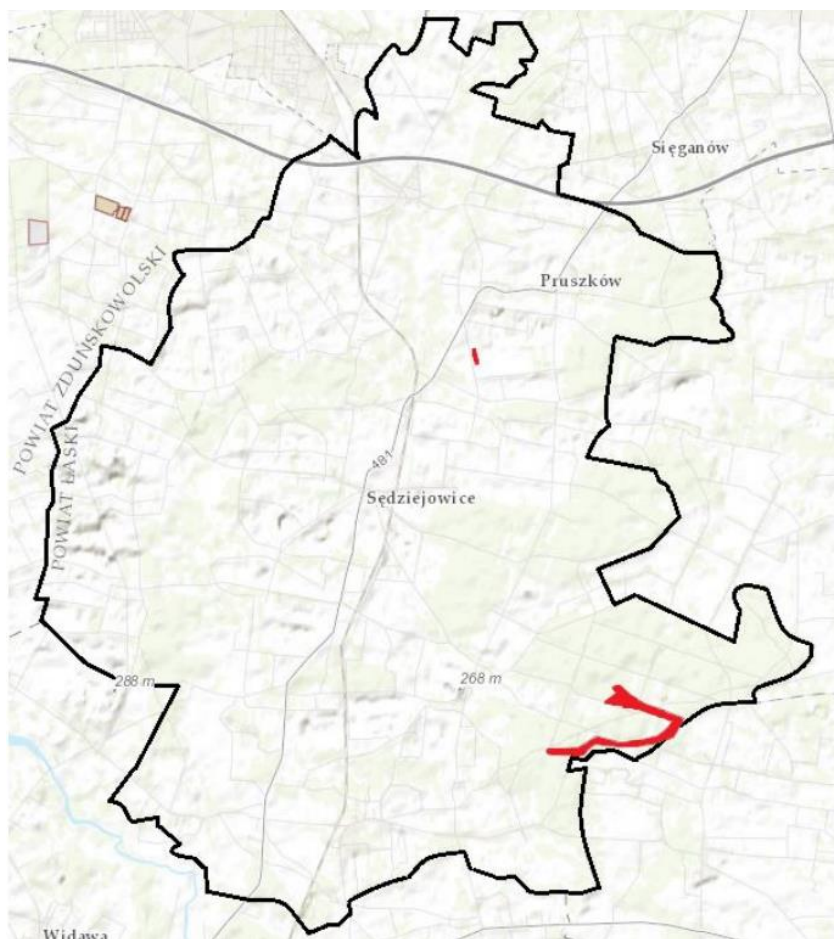 Sięganów
Pruszków
POWIAT ZDUŃSKOWOLSKI
POWIAT ŁASKI
481
Sędziejowice
288 m
268 m
Widawa